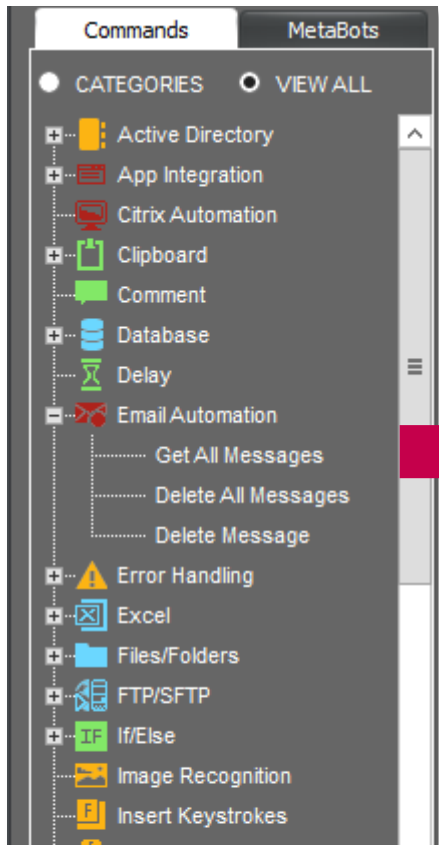 Commands MetaBots
CATEGORIES VIEW ALL
Active Directory
App Integration
Citrix Automation
Clipboard
Comment
Database
Delay
Email Automation
Get All Messages
Delete All Messages
Delete Message
Error Handling
Excel
Files/Folders
FTP/SFTP
IF If/Else
Image Recognition
F Insert Keystrokes